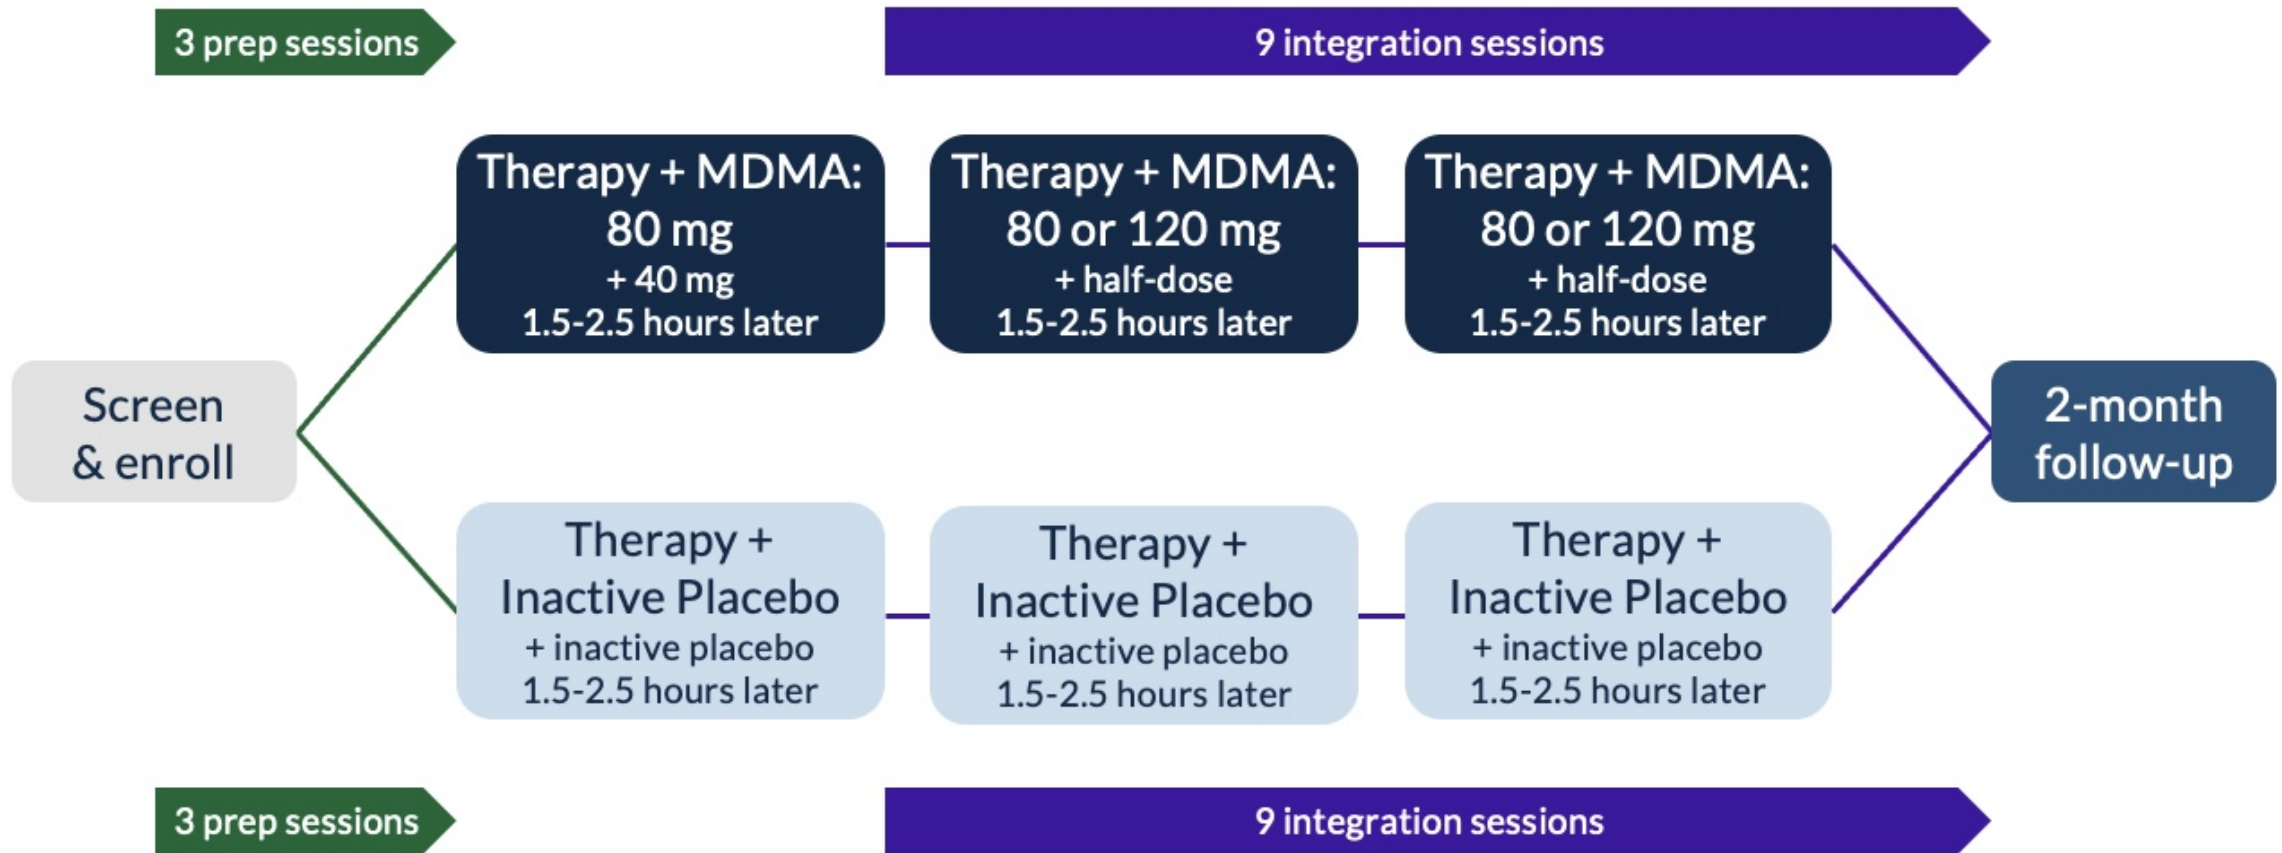 3 prep sessions
9 integration sessions
Therapy + MDMA:
80 mg
+ 40 mg
1.5-2.5 hours later
Therapy + MDMA:
80 or 120 mg
+ half-dose
1.5-2.5 hours later
Therapy + MDMA:
80 or 120 mg
+ half-dose
1.5-2.5 hours later
Screen
& enroll
2-month
follow-up
Therapy +
Inactive Placebo
+ inactive placebo
1.5-2.5 hours later
Therapy +
Inactive Placebo
+ inactive placebo
1.5-2.5 hours later
Therapy +
Inactive Placebo
+ inactive placebo
1.5-2.5 hours later
3 prep sessions
9 integration sessions